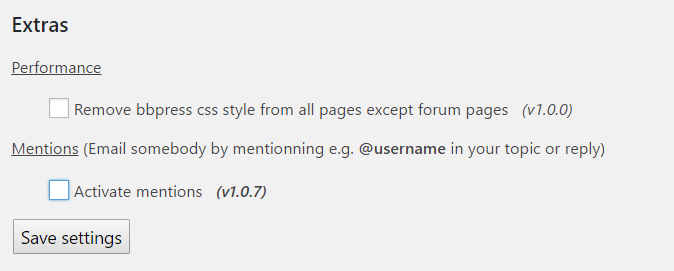 Extras
Performance
Remove bbpress css style from all pages except forum pages (v1.0.0)
Mentions (Email somebody by mentionning e.g. @username in your topic or reply)
Activate mentions (v1.0.7)
Save settings